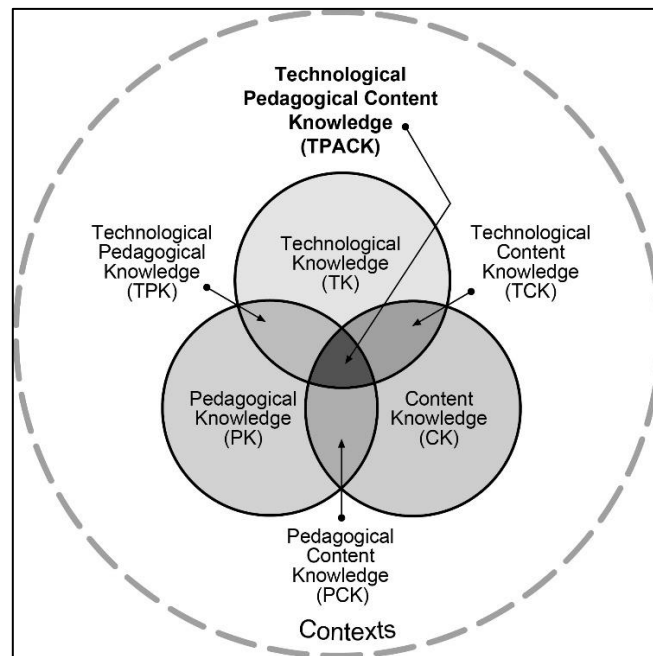 Technological
Pedagogical Content
Knowledge
(TPACK)
Technological
Pedagogical
Knowledge
(TPK)
Technological
Knowledge
(TK)
Technological
Content
Knowledge
(TCK)
Pedagogical
Knowledge
(PK)
Content
Knowledge
(CK)
Pedagogical
Content
Knowledge
(PCK)
Contexts